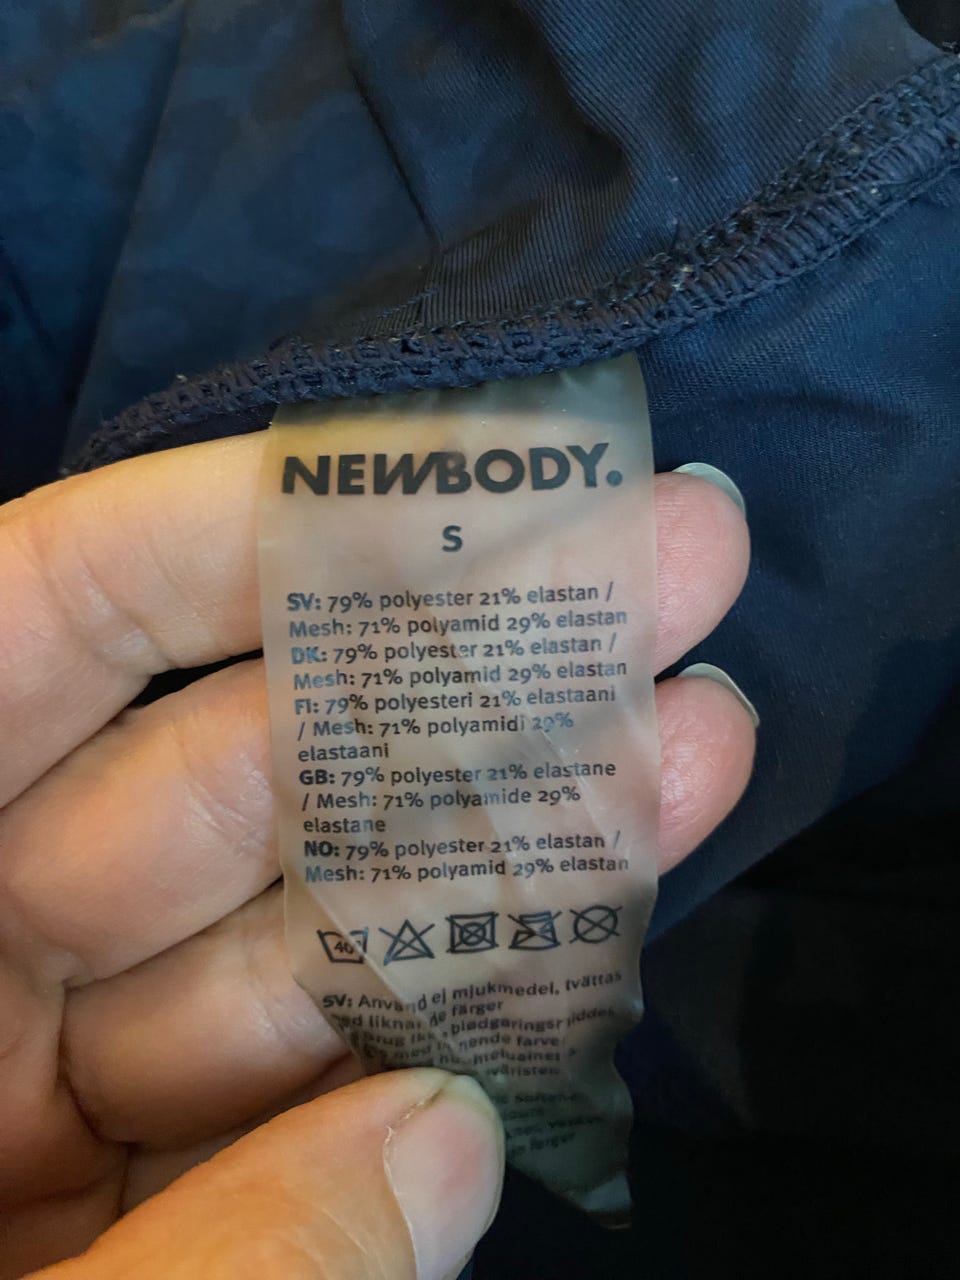 NEWBODY.
S
SV: 79% polyester 21% elastan /
Mesh: 71% polyamid 29% elastan
DK: 79% polyester 21% elastan /
Mesh: 71% polyamid 29% elastan
FI: 79% polyesteri 21% elastaani
/ Mesh: 71% polyamidi 29%
elastaani
GB: 79% polyester 21% elastane
/ Mesh: 71% polyamide 29%
elastane
NO: 79% polyester 21% elastan /
Mesh: 71% polyamid 29% elastan
40
SV: Använd ej mjukmedel, tvättas
färger
farve